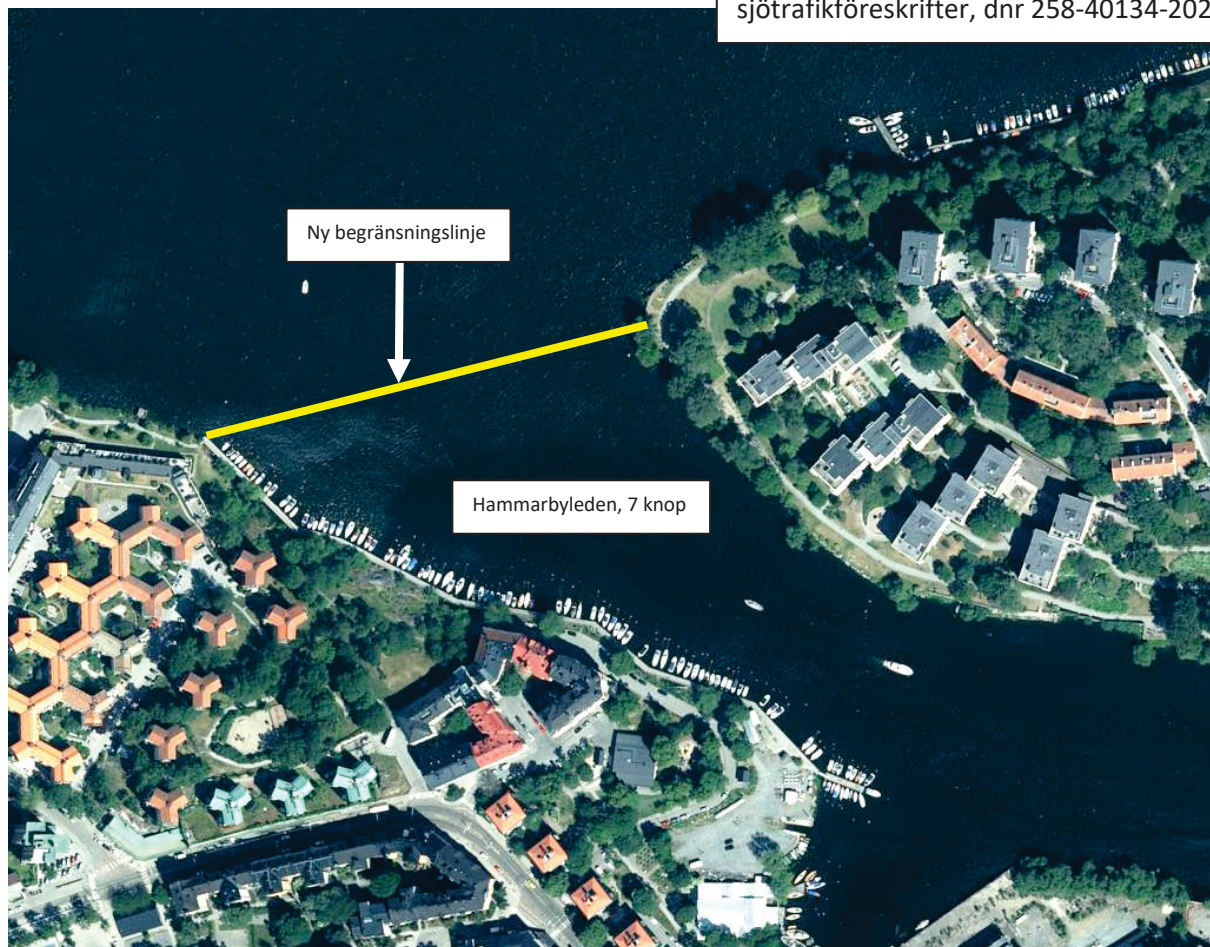 sjötrafikföreskrifter, dnr 258-40134-202
Ny begränsningslinje
Hammarbyleden, 7 knop